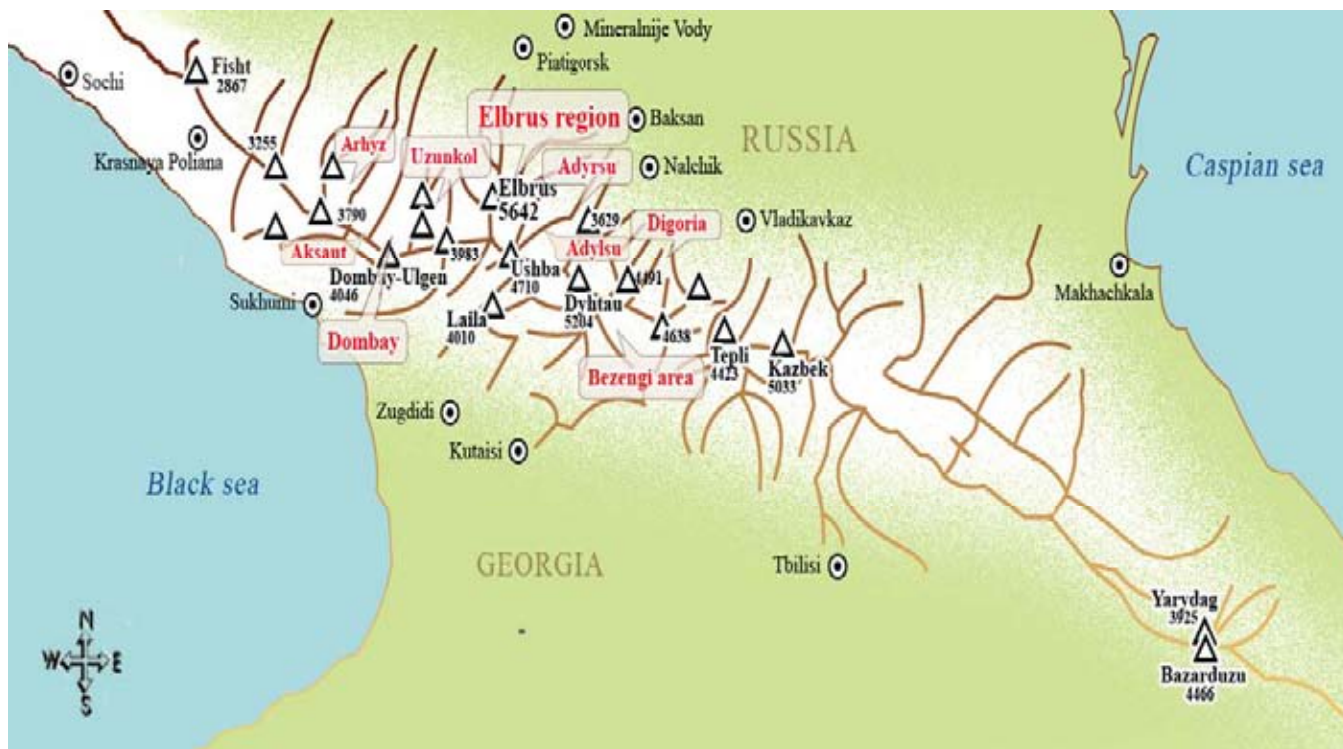 Mineralnije Vody
Piatigorsk
Sochi
Fisht
2867
Elbrus region
Baksan
RUSSIA
Krasnaya Poliana
3255
Arhyz
Uzunkol
Adyrsu
Nalchik
Caspian sea
Elbrus
5642
3790
3629
Digoria
Vladikavkaz
Aksaut
3983
Adylsu
Dombay-Ulgen
4046
Ushba
4710
4491
Makhachkala
Sukhumi
Laila
4010
Dyhtau
5204
4638
Dombay
Tepli
4423
Kazbek
5033
Bezengi area
Zugdidi
Kutaisi
Black sea
GEORGIA
Tbilisi
Yarydag
3925
Bazarduzu
4466
N
W E
S